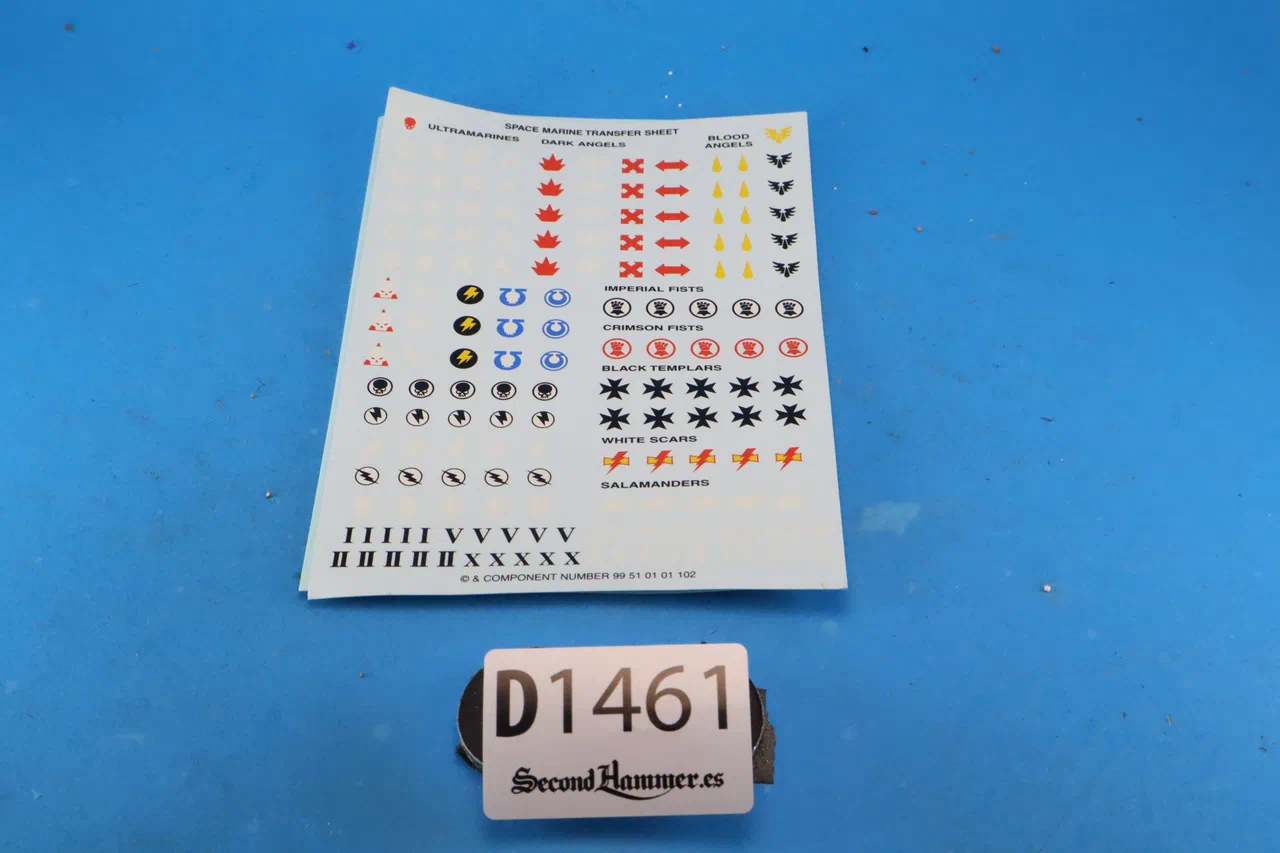 SPACE MARINE TRANSFER SHEET
ULTRAMARINES
DARK ANGELS
BLOOD
ANGELS
IMPERIAL FISTS
CRIMSON FISTS
BLACK TEMPLARS
WHITE SCARS
SALAMANDERS
I I I I I V V V V V
II II II II II X X X X X
© & COMPONENT NUMBER 99 51 01 01 102
D1461
SecondHammer.es